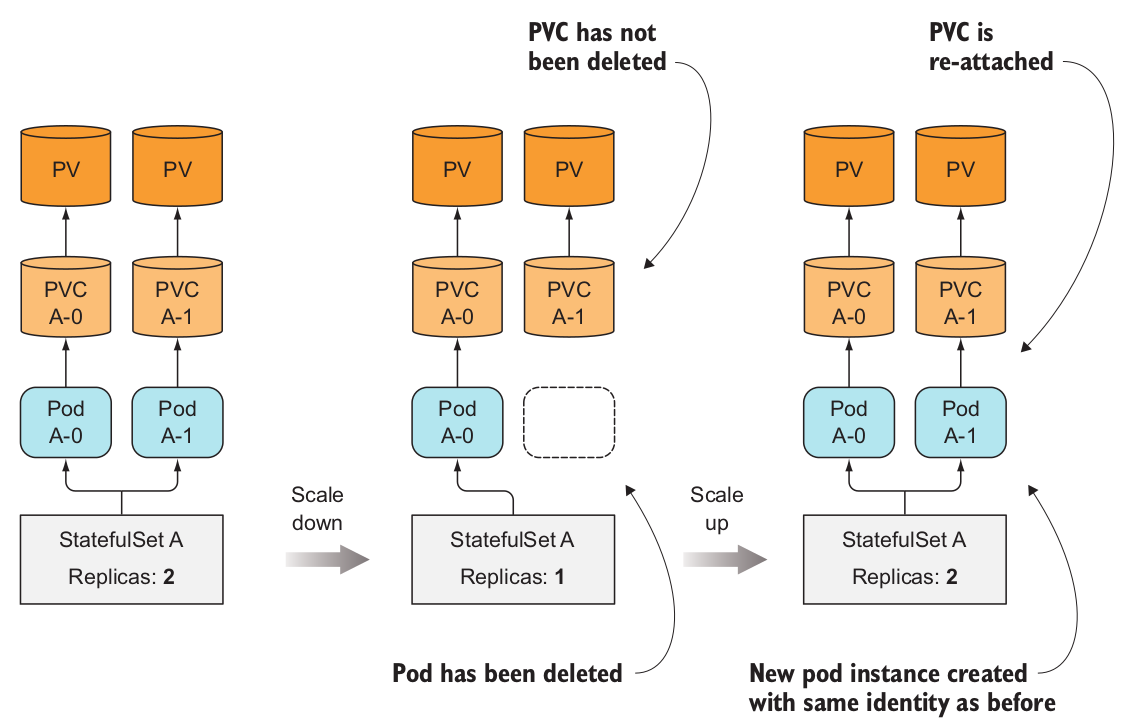 PVC has not
been deleted
PVC is
re-attached
PV
PV
PV
PV
PV
PV
PVC
A-0
PVC
A-1
PVC
A-0
PVC
A-1
PVC
A-0
PVC
A-1
Pod
A-0
Pod
A-1
Pod
A-0
Pod
A-0
Pod
A-1
Scale
down
Scale
up
StatefulSet A
Replicas: 2
StatefulSet A
Replicas: 1
StatefulSet A
Replicas: 2
Pod has been deleted
New pod instance created
with same identity as before